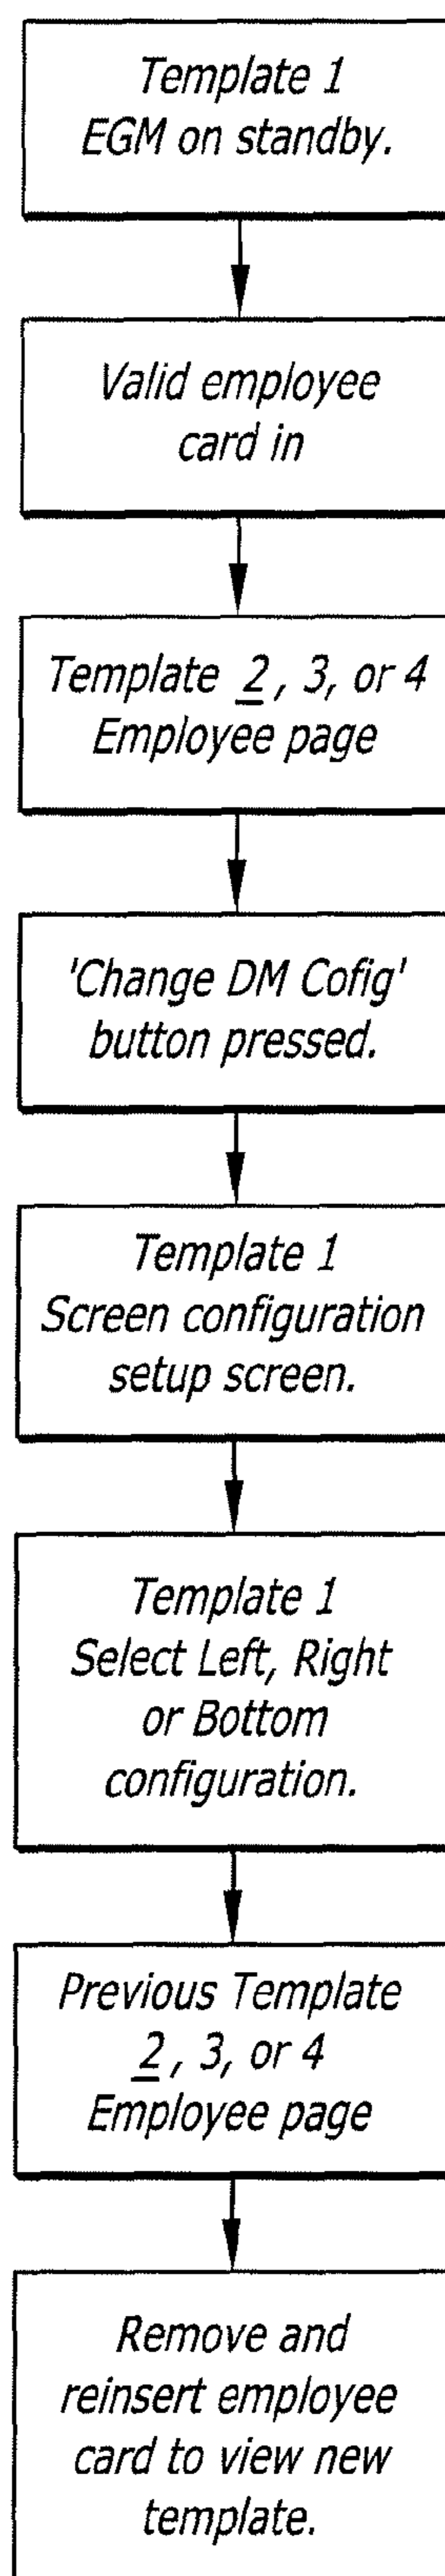 Template 1
EGM on standby.
Valid employee
card in
Template 2, 3, or 4
Employee page
'Change DM Cofig'
button pressed.
Template 1
Screen configuration
setup screen.
Template 1
Select Left, Right
or Bottom
configuration.
Previous Template
2, 3, or 4
Employee page
Remove and
reinsert employee
card to view new
template.